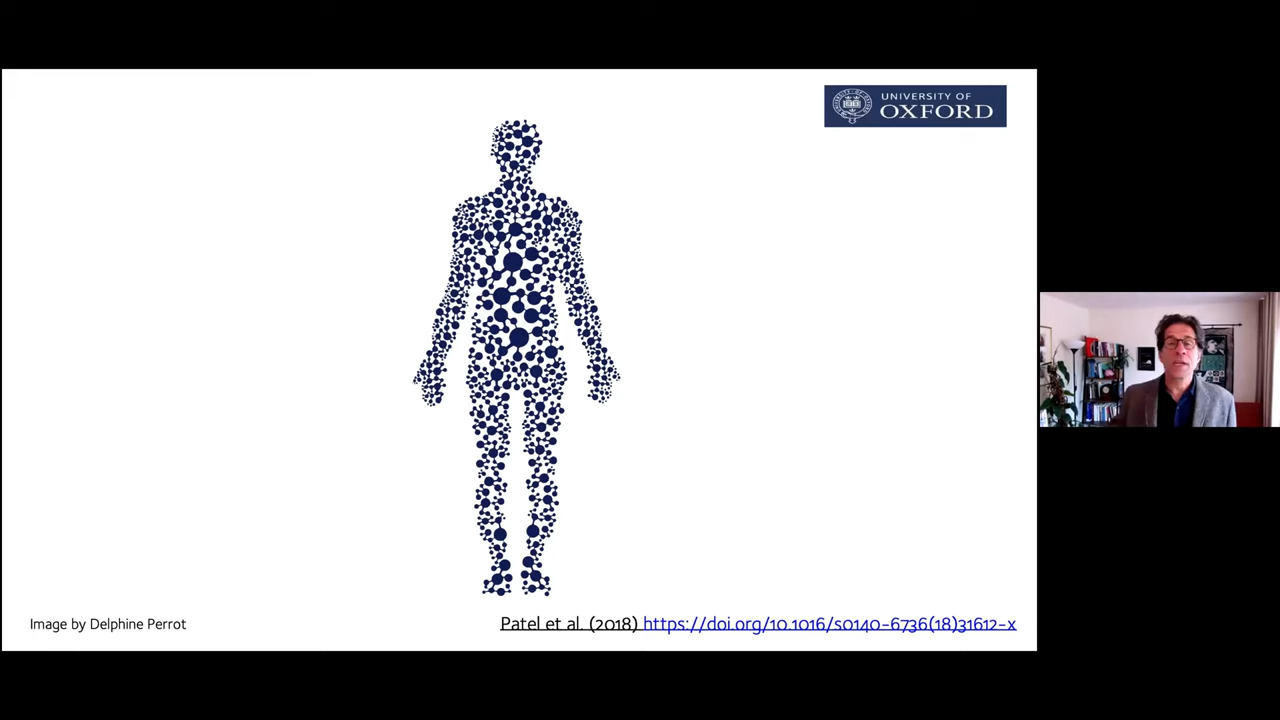 UNIVERSITY OF
OXFORD
Image by Delphine Perrot
Patel et al. (2018) https://doi.org/10.1016/s0140-6736(18)31612-x